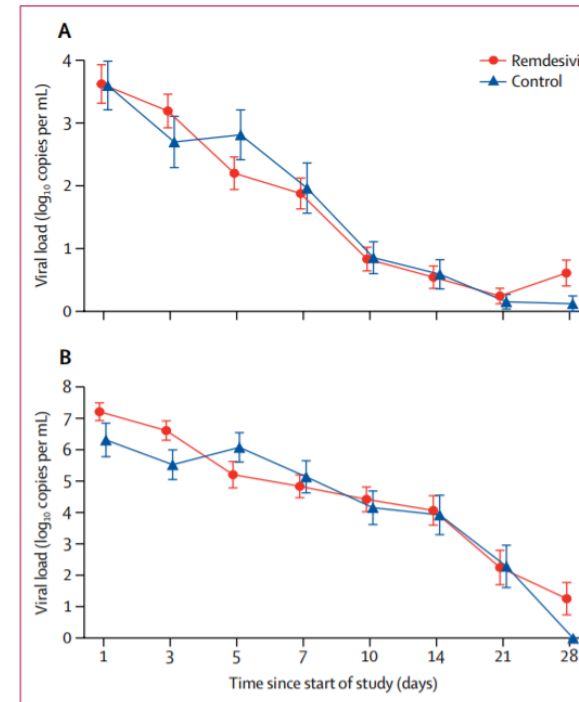 A
4
3
2
1
0
Viral load (log₁₀ copies per mL)
Remdesivi
Control
B
8
7
6
5
4
3
2
1
0
Viral load (log₁₀ copies per mL)
1 3 5 7 10 14 21 28
Time since start of study (days)